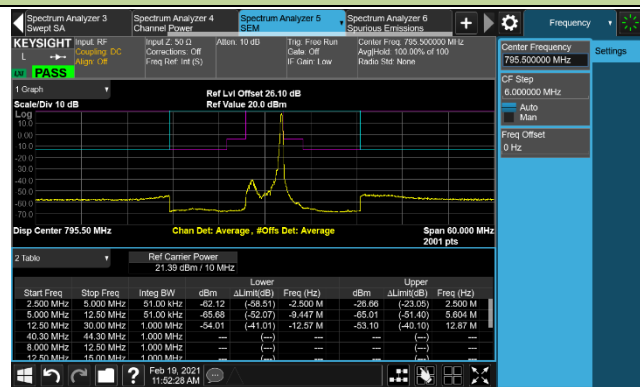 Spectrum Analyzer 3
Swept SA
Spectrum Analyzer 4
Channel Power
Spectrum Analyzer 5
SEM
Spectrum Analyzer 6
Spurious Emissions
Frequency
KEYSIGHT
L
PASS
Input: RF
Coupling: DC
Align: Off
Input Z: 50 Ω
Corrections: Off
Freq Ref: Int (S)
Atten: 10 dB
Trig: Free Run
Gate: Off
IF Gain: Low
Center Freq: 795.500000 MHz
Avg|Hold: 100.00% of 100
Radio Std: None
Center Frequency
795.500000 MHz
Settings
CF Step
6.000000 MHz
Auto
Man
Freq Offset
0 Hz
1 Graph
Scale/Div 10 dB
Ref Lvl Offset 26.10 dB
Ref Value 20.0 dBm
Log
10.0
0.00
-10.0
-20.0
-30.0
-40.0
-50.0
-60.0
-70.0
Disp Center 795.50 MHz
Chan Det: Average , #Offs Det: Average
Span 60.000 MHz
2001 pts
2 Table
Ref Carrier Power
21.39 dBm / 10 MHz
Lower Upper
Start Freq Stop Freq Integ BW dBm ΔLimit(dB) Freq (Hz) dBm ΔLimit(dB) Freq (Hz)
2.500 MHz 5.000 MHz 51.00 kHz -62.12 (-58.51) -2.500 M -26.66 (-23.05) 2.500 M
5.000 MHz 12.50 MHz 51.00 kHz -65.68 (-52.07) -9.447 M -65.01 (-51.40) 5.604 M
12.50 MHz 30.00 MHz 1.000 MHz -54.01 (-41.01) -12.57 M -53.10 (-40.10) 12.87 M
40.30 MHz 44.30 MHz 1.000 MHz --- (---) --- --- (---) ---
8.000 MHz 12.50 MHz 1.000 MHz --- (---) --- --- (---) ---
12.50 MHz 15.00 MHz 1.000 MHz --- (---) --- --- (---) ---
?
Feb 19, 2021
11:52:28 AM